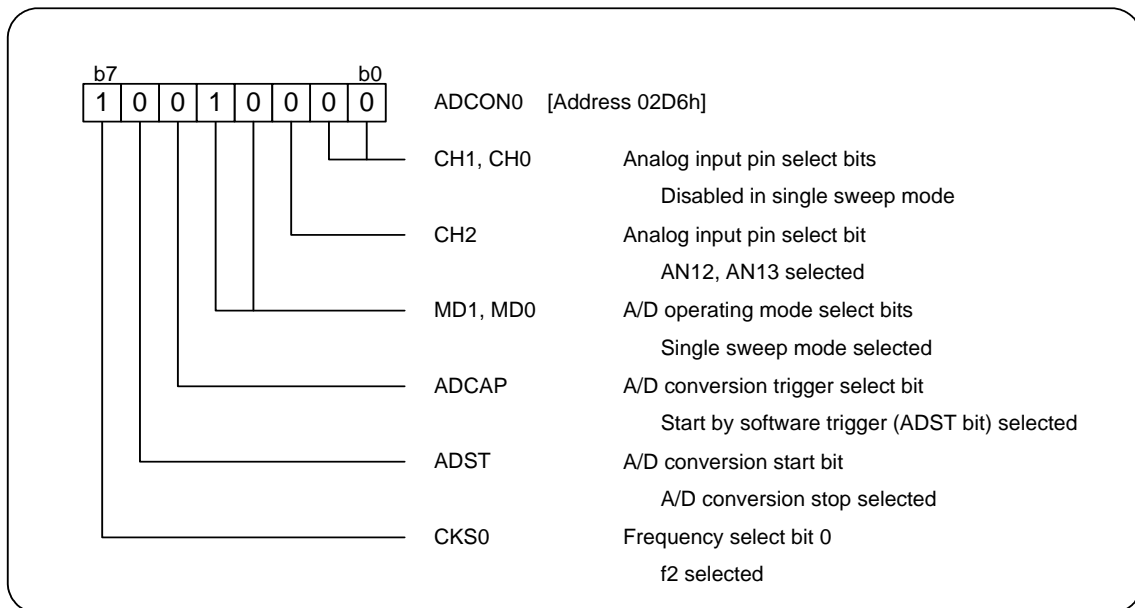 b7 b0
1 0 0 1 0 0 0 0 ADCON0 [Address 02D6h]
CH1, CH0 Analog input pin select bits
Disabled in single sweep mode
CH2 Analog input pin select bit
AN12, AN13 selected
MD1, MD0 A/D operating mode select bits
Single sweep mode selected
ADCAP A/D conversion trigger select bit
Start by software trigger (ADST bit) selected
ADST A/D conversion start bit
A/D conversion stop selected
CKS0 Frequency select bit 0
f2 selected